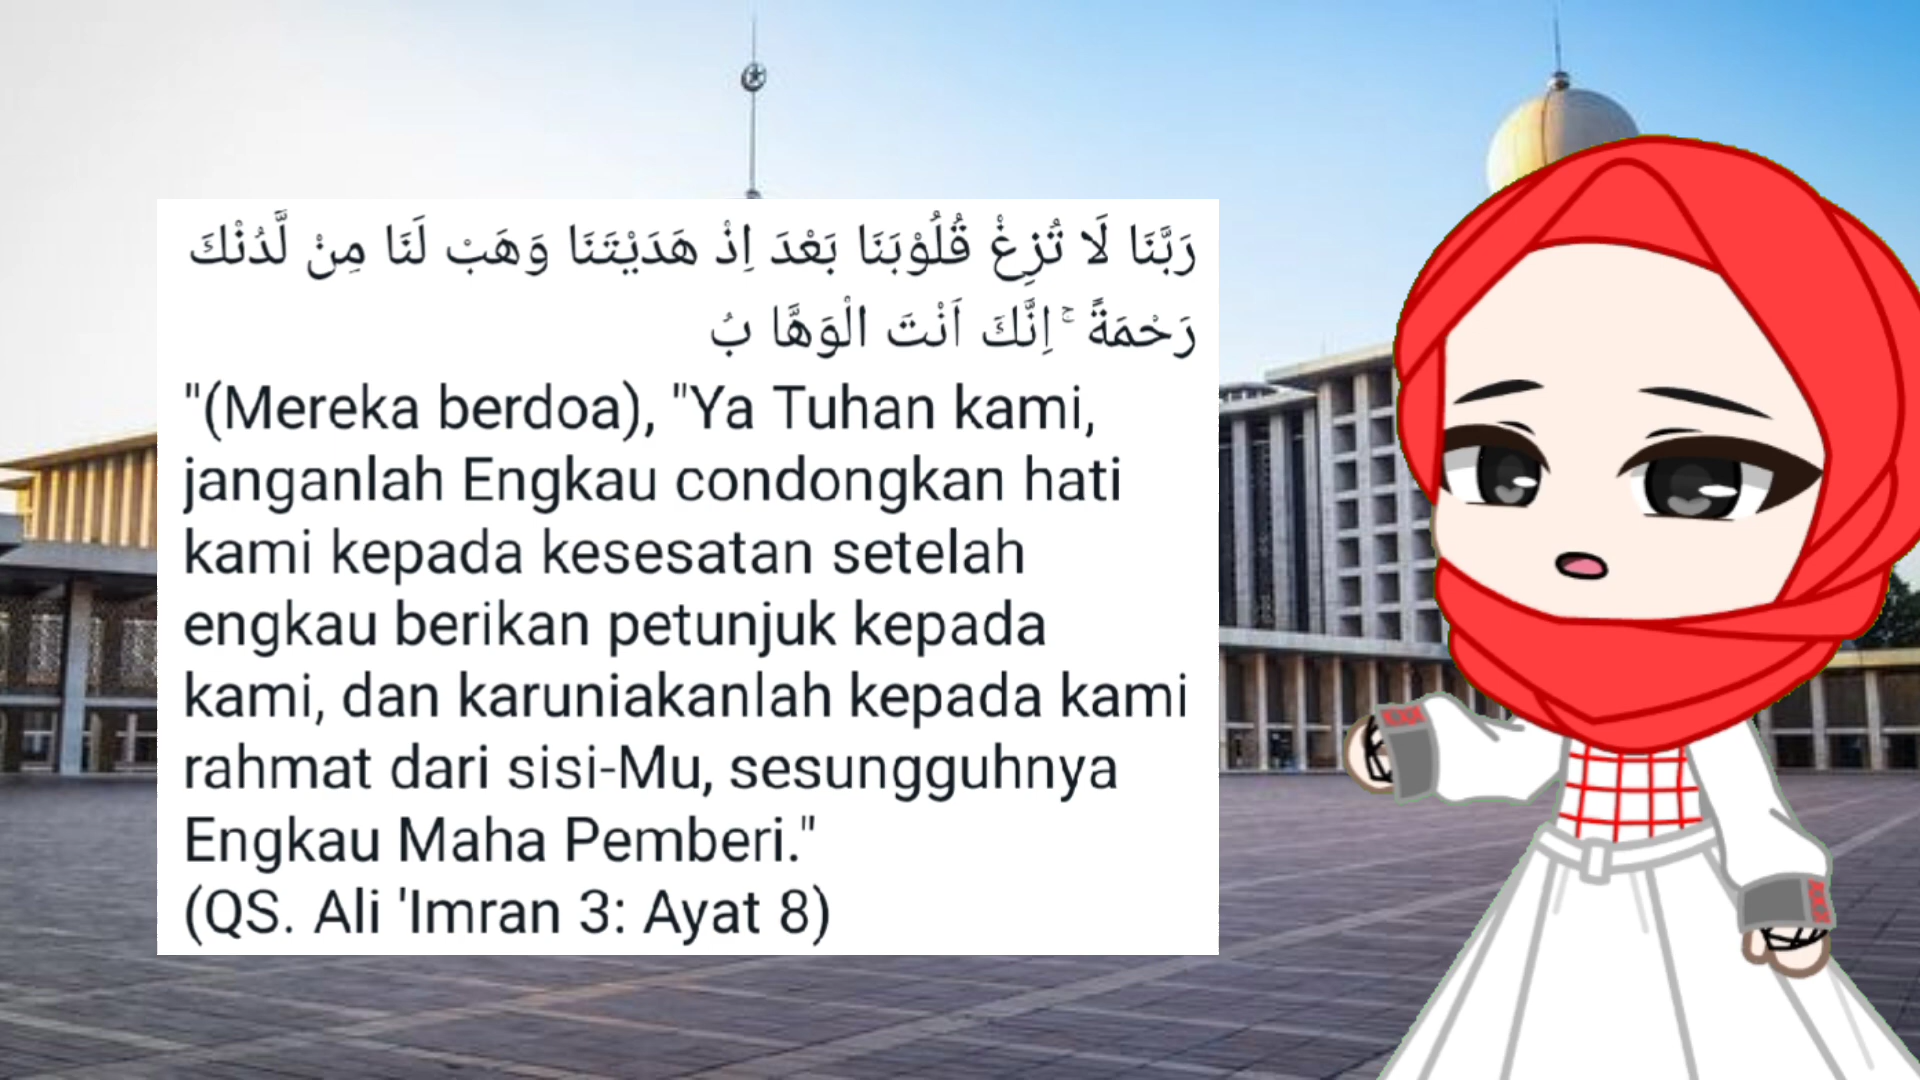 رَبَّنَا لَا تُزِغْ قُلُوْبَنَا بَعْدَ اِذْ هَدَيْتَنَا وَهَبْ لَنَا مِنْ لَّدُنْكَ
رَحْمَةً ۚ اِنَّكَ اَنْتَ الْوَهَّا بُ
"(Mereka berdoa), "Ya Tuhan kami,
janganlah Engkau condongkan hati
kami kepada kesesatan setelah
engkau berikan petunjuk kepada
kami, dan karuniakanlah kepada kami
rahmat dari sisi-Mu, sesungguhnya
Engkau Maha Pemberi."
(QS. Ali 'Imran 3: Ayat 8)